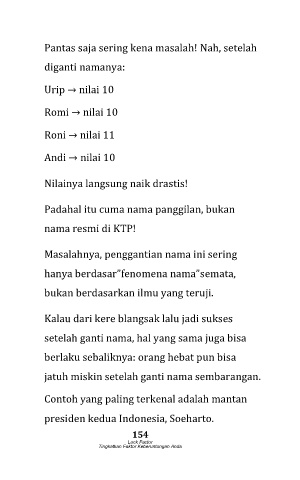 Pantas saja sering kena masalah! Nah, setelah
diganti namanya:
Urip → nilai 10
Romi → nilai 10
Roni → nilai 11
Andi → nilai 10
Nilainya langsung naik drastis!
Padahal itu cuma nama panggilan, bukan
nama resmi di KTP!
Masalahnya, penggantian nama ini sering
hanya berdasar"fenomena nama"semata,
bukan berdasarkan ilmu yang teruji.
Kalau dari kere blangsak lalu jadi sukses
setelah ganti nama, hal yang sama juga bisa
berlaku sebaliknya: orang hebat pun bisa
jatuh miskin setelah ganti nama sembarangan.
Contoh yang paling terkenal adalah mantan
presiden kedua Indonesia, Soeharto.
154
Luck Factor
Tingkatkan Faktor Keberuntungan Anda